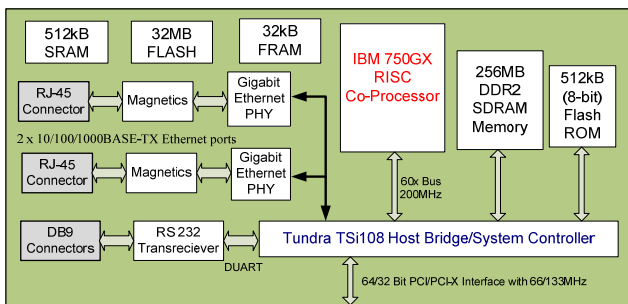 512kB
SRAM
32MB
FLASH
32kB
FRAM
IBM 750GX
RISC
Co-Processor
256MB
DDR2
SDRAM
Memory
512kB
(8-bit)
Flash
ROM
RJ-45
Connector
Magnetics
Gigabit
Ethernet
PHY
2 x 10/100/1000BASE-TX Ethernet ports
RJ-45
Connector
Magnetics
Gigabit
Ethernet
PHY
60x Bus
200MHz
DB9
Connectors
RS232
Transreciever
DUART
Tundra TSi108 Host Bridge/System Controller
64/32 Bit PCI/PCI-X Interface with 66/133MHz